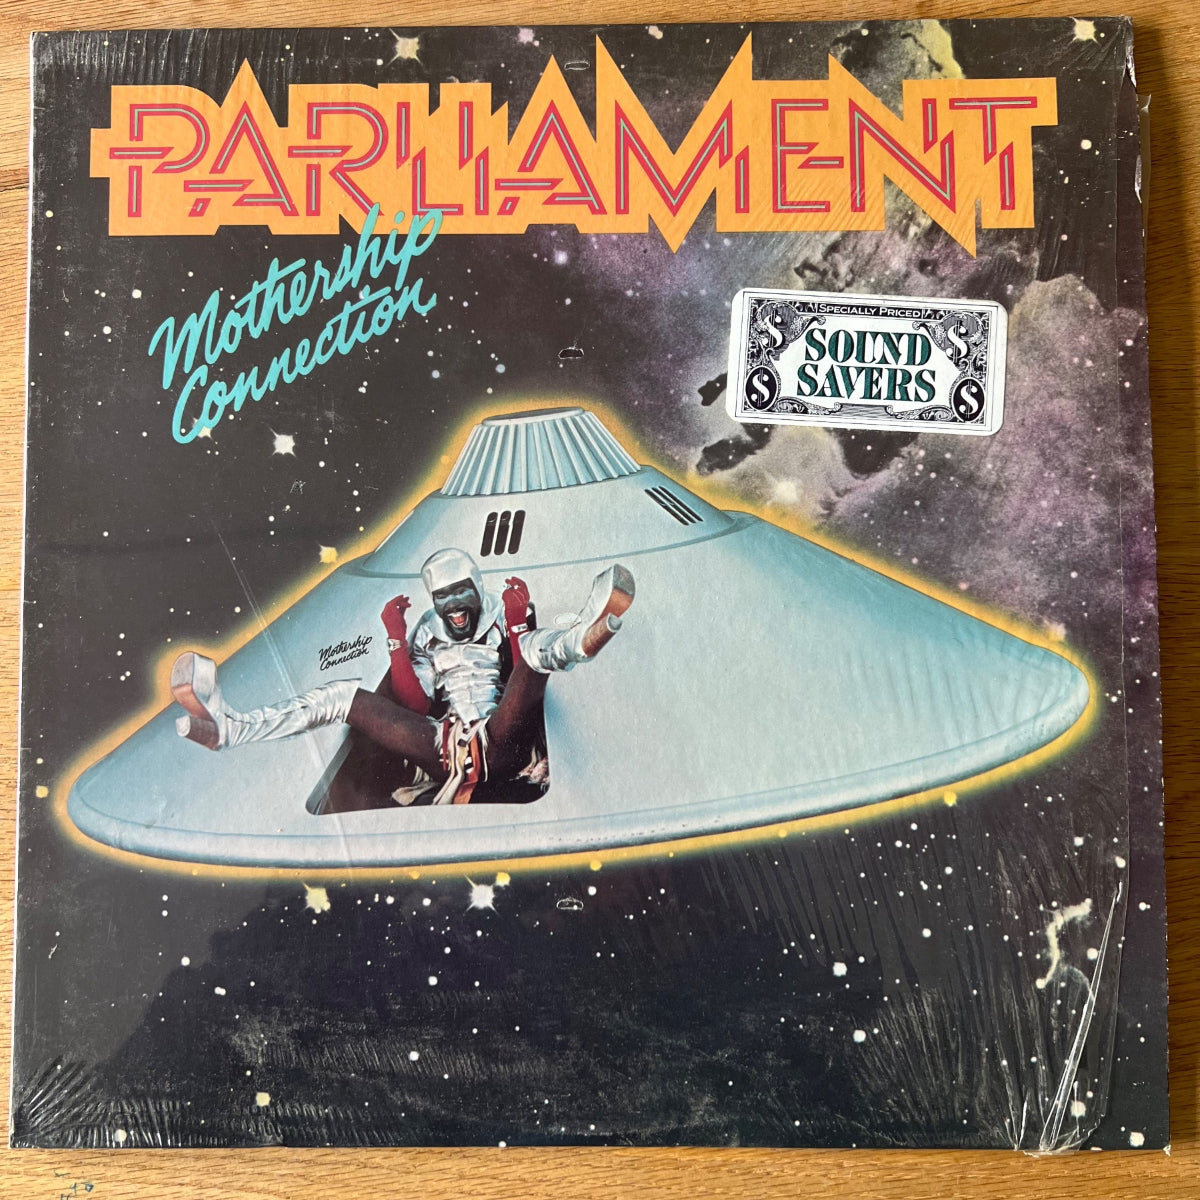 PARLIAMENT
Mothership
Connection
SPECIALLY PRICED
SOUND
SAVERS
$ $
$ $
Mothership
Connection